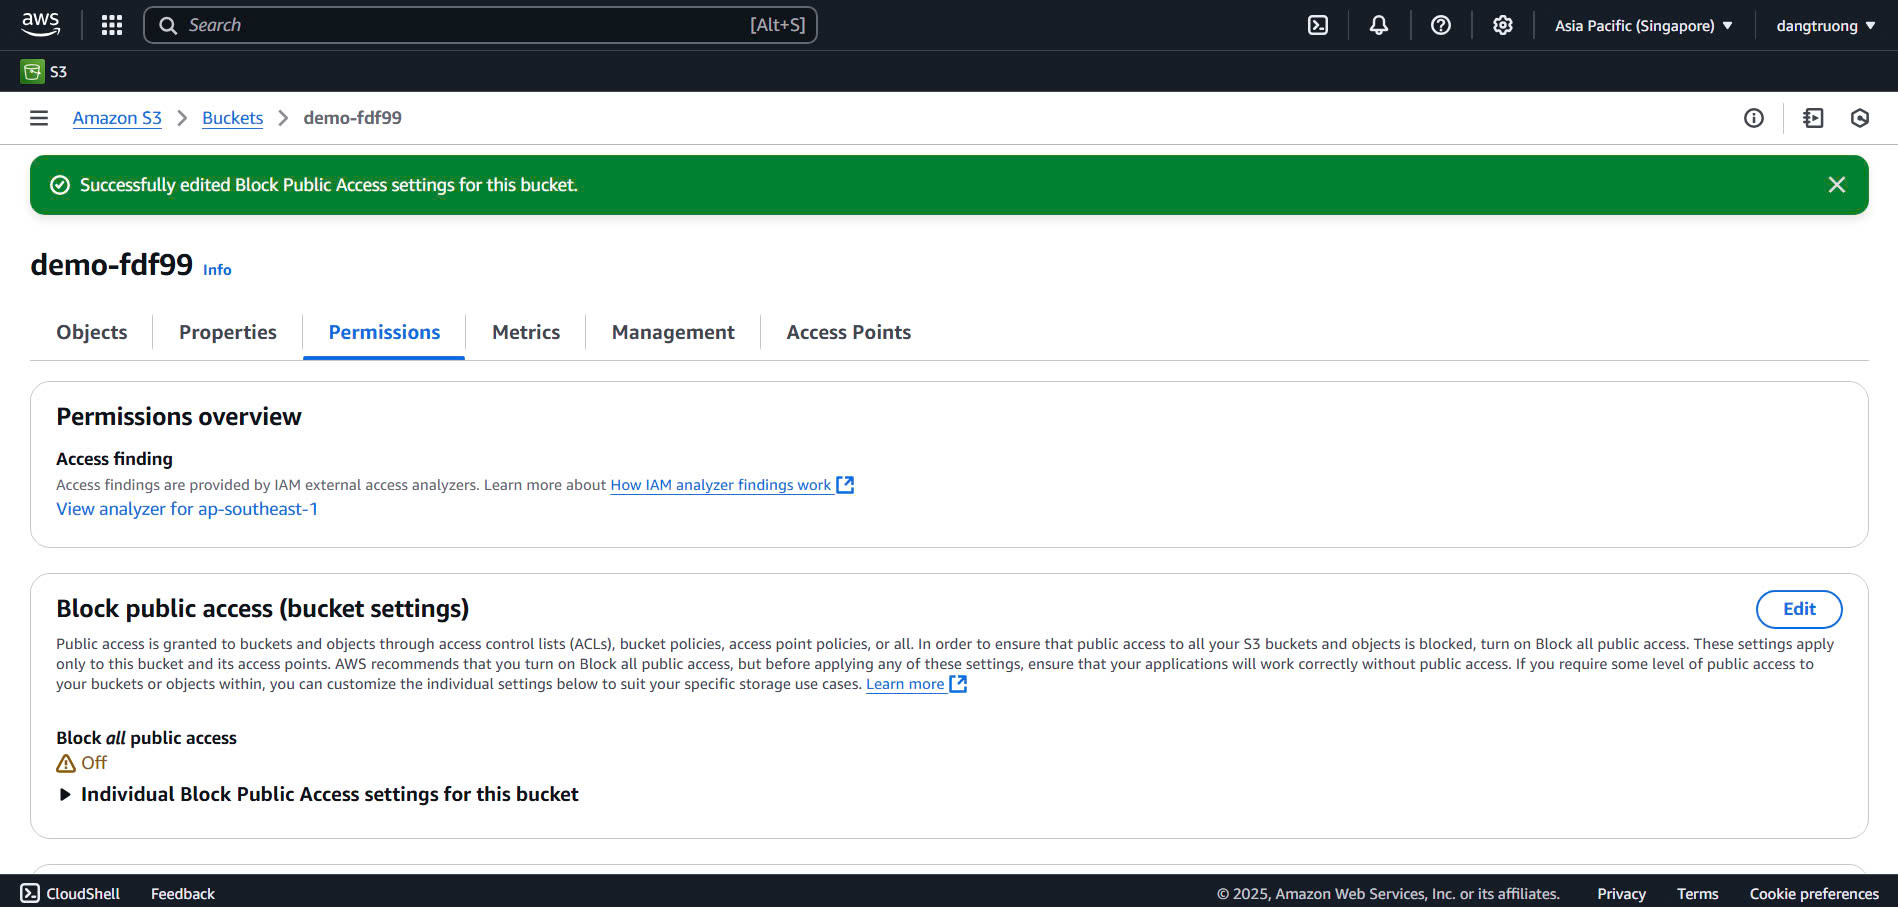 aws
Search [Alt+S]
Asia Pacific (Singapore)
dangtruong
S3
Amazon S3
Buckets
demo-fdf99
Successfully edited Block Public Access settings for this bucket.
demo-fdf99 Info
Objects
Properties
Permissions
Metrics
Management
Access Points
Permissions overview
Access finding
Access findings are provided by IAM external access analyzers. Learn more about How IAM analyzer findings work
View analyzer for ap-southeast-1
Block public access (bucket settings)
Edit
Public access is granted to buckets and objects through access control lists (ACLs), bucket policies, access point policies, or all. In order to ensure that public access to all your S3 buckets and objects is blocked, turn on Block all public access. These settings apply
only to this bucket and its access points. AWS recommends that you turn on Block all public access, but before applying any of these settings, ensure that your applications will work correctly without public access. If you require some level of public access to
your buckets or objects within, you can customize the individual settings below to suit your specific storage use cases. Learn more
Block all public access
Off
Individual Block Public Access settings for this bucket
CloudShell
Feedback
© 2025, Amazon Web Services, Inc. or its affiliates.
Privacy
Terms
Cookie preferences